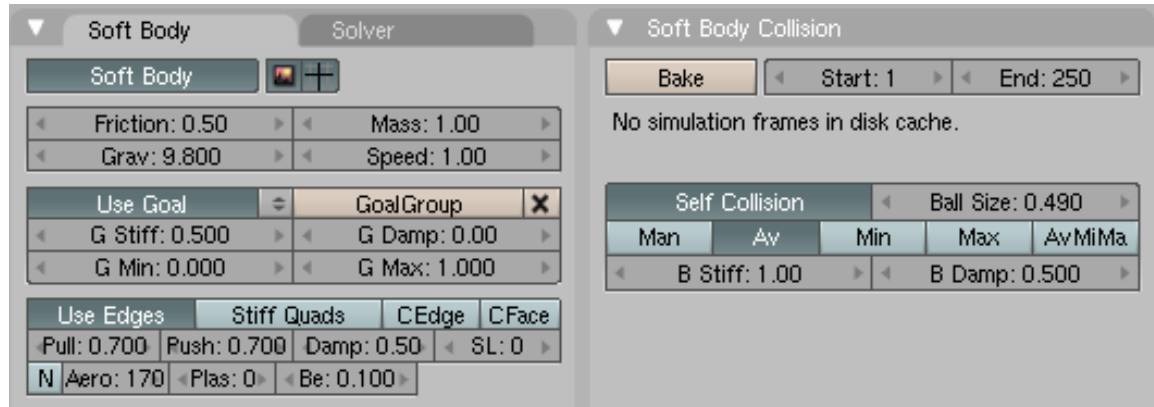 Soft Body Solver
Soft Body
Friction: 0.50 Mass: 1.00
Grav: 9.800 Speed: 1.00
Use Goal GoalGroup
G Stiff: 0.500 G Damp: 0.00
G Min: 0.000 G Max: 1.000
Use Edges Stiff Quads CEdge CFace
Pull: 0.700 Push: 0.700 Damp: 0.50 SL: 0
N Aero: 170 Plas: 0 Be: 0.100
Soft Body Collision
Bake Start: 1 End: 250
No simulation frames in disk cache.
Self Collision Ball Size: 0.490
Man Av Min Max AvMiMa
B Stiff: 1.00 B Damp: 0.500